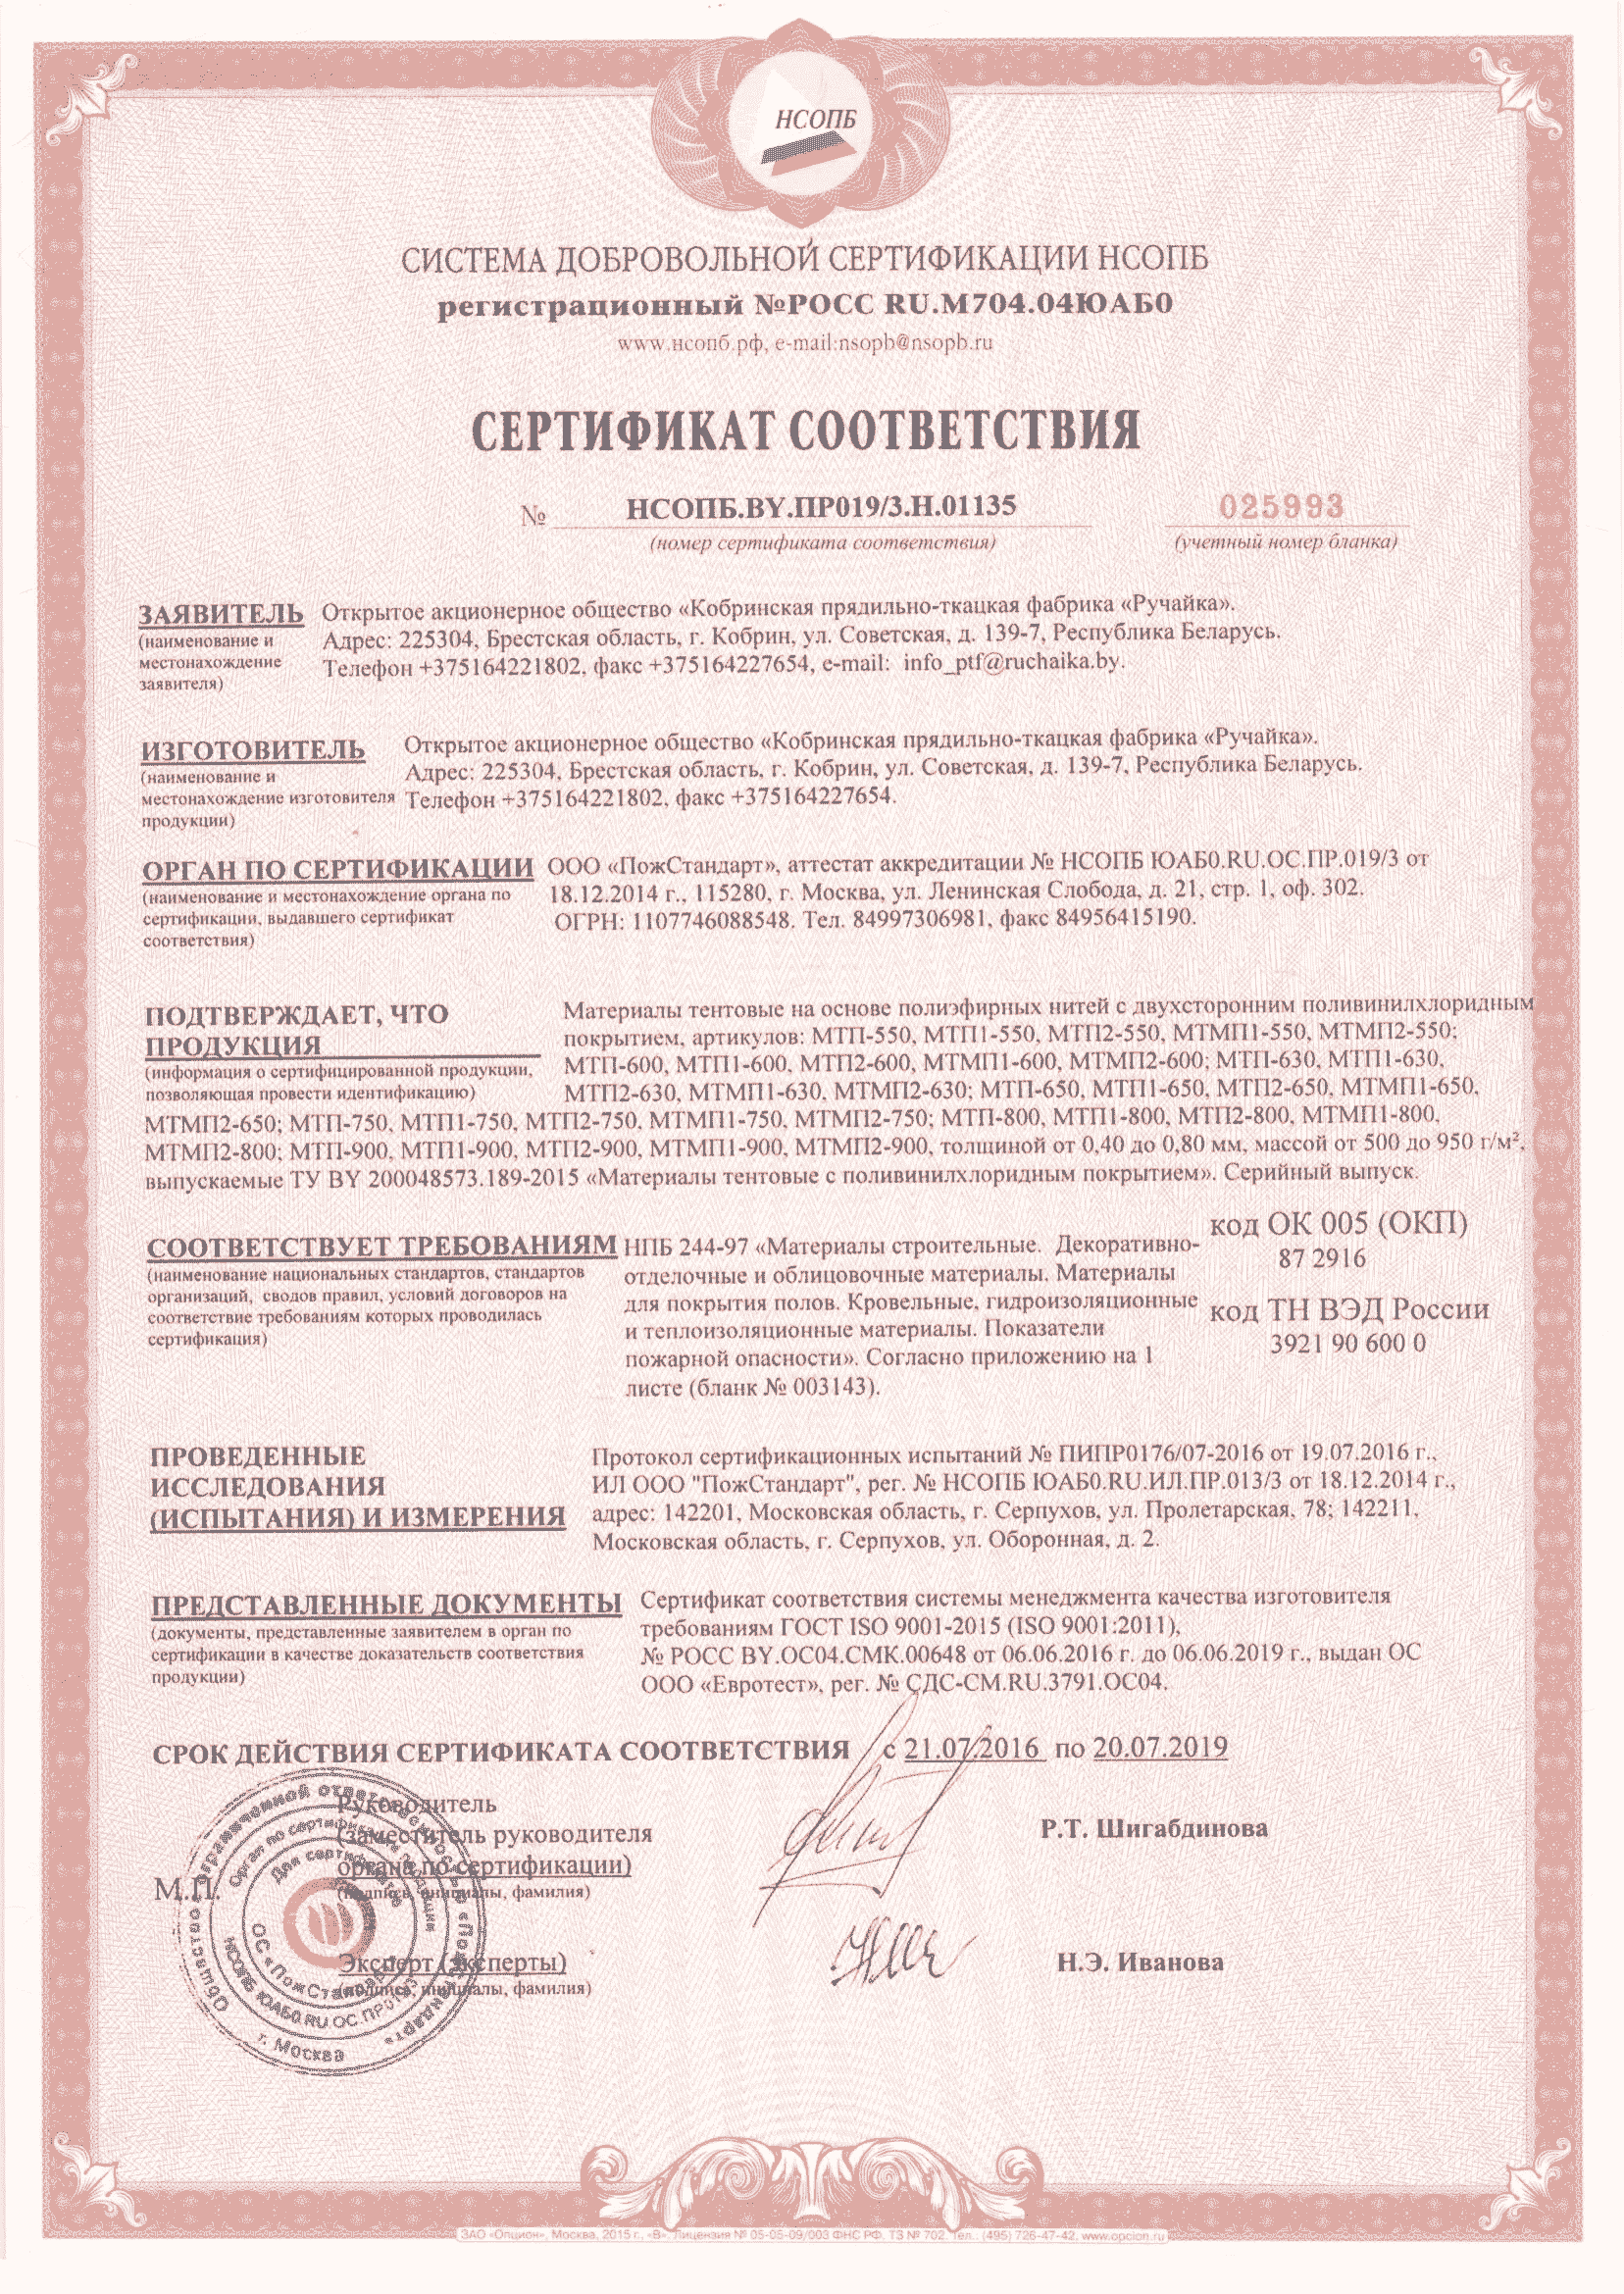 НСОПБ
СИСТЕМА ДОБРОВОЛЬНОЙ СЕРТИФИКАЦИИ НСОПБ
регистрационный №РОСС RU.М704.04ЮАБ0
www.нсопб.рф, e-mail:nsopb@nsopb.ru
СЕРТИФИКАТ СООТВЕТСТВИЯ
№ НСОПБ.BY.ПР019/3.Н.01135 025993
(номер сертификата соответствия) (учетный номер бланка)
ЗАЯВИТЕЛЬ Открытое акционерное общество «Кобринская прядильно-ткацкая фабрика «Ручайка».
(наименование и Адрес: 225304, Брестская область, г. Кобрин, ул. Советская, д. 139-7, Республика Беларусь.
местонахождение Телефон +375164221802, факс +375164227654, e-mail: info_ptf@ruchaika.by.
заявителя)
ИЗГОТОВИТЕЛЬ Открытое акционерное общество «Кобринская прядильно-ткацкая фабрика «Ручайка».
(наименование и Адрес: 225304, Брестская область, г. Кобрин, ул. Советская, д. 139-7, Республика Беларусь.
местонахождение изготовителя Телефон +375164221802, факс +375164227654.
продукции)
ОРГАН ПО СЕРТИФИКАЦИИ ООО «ПожСтандарт», аттестат аккредитации № НСОПБ ЮАБ0.RU.ОС.ПР.019/3 от
(наименование и местонахождение органа по 18.12.2014 г., 115280, г. Москва, ул. Ленинская Слобода, д. 21, стр. 1, оф. 302.
сертификации, выдавшего сертификат ОГРН: 1107746088548. Тел. 84997306981, факс 84956415190.
соответствия)
ПОДТВЕРЖДАЕТ, ЧТО Материалы тентовые на основе полиэфирных нитей с двухсторонним поливинилхлоридным
ПРОДУКЦИЯ покрытием, артикулов: МТП-550, МТП1-550, МТП2-550, МТМП1-550, МТМП2-550;
(информация о сертифицированной продукции, МТП-600, МТП1-600, МТП2-600, МТМП1-600, МТМП2-600; МТП-630, МТП1-630,
позволяющая провести идентификацию) МТП2-630, МТМП1-630, МТМП2-630; МТП-650, МТП1-650, МТП2-650, МТМП1-650,
МТМП2-650; МТП-750, МТП1-750, МТП2-750, МТМП1-750, МТМП2-750; МТП-800, МТП1-800, МТП2-800, МТМП1-800,
МТМП2-800; МТП-900, МТП1-900, МТП2-900, МТМП1-900, МТМП2-900, толщиной от 0,40 до 0,80 мм, массой от 500 до 950 г/м²,
выпускаемые ТУ BY 200048573.189-2015 «Материалы тентовые с поливинилхлоридным покрытием». Серийный выпуск.
СООТВЕТСТВУЕТ ТРЕБОВАНИЯМ НПБ 244-97 «Материалы строительные. Декоративно- код ОК 005 (ОКП)
(наименование национальных стандартов, стандартов отделочные и облицовочные материалы. Материалы 87 2916
организаций, сводов правил, условий договоров на для покрытия полов. Кровельные, гидроизоляционные код ТН ВЭД России
соответствие требованиям которых проводилась и теплоизоляционные материалы. Показатели 3921 90 600 0
сертификация) пожарной опасности». Согласно приложению на 1
листе (бланк № 003143).
ПРОВЕДЕННЫЕ Протокол сертификационных испытаний № ПИПР0176/07-2016 от 19.07.2016 г.,
ИССЛЕДОВАНИЯ ИЛ ООО "ПожСтандарт", рег. № НСОПБ ЮАБ0.RU.ИЛ.ПР.013/3 от 18.12.2014 г.,
(ИСПЫТАНИЯ) И ИЗМЕРЕНИЯ адрес: 142201, Московская область, г. Серпухов, ул. Пролетарская, 78; 142211,
Московская область, г. Серпухов, ул. Оборонная, д. 2.
ПРЕДСТАВЛЕННЫЕ ДОКУМЕНТЫ Сертификат соответствия системы менеджмента качества изготовителя
(документы, представленные заявителем в орган по требованиям ГОСТ ISO 9001-2015 (ISO 9001:2011),
сертификации в качестве доказательств соответствия № РОСС BY.ОС04.СМК.00648 от 06.06.2016 г. до 06.06.2019 г., выдан ОС
продукции) ООО «Евротест», рег. № СДС-СМ.RU.3791.ОС04.
СРОК ДЕЙСТВИЯ СЕРТИФИКАТА СООТВЕТСТВИЯ с 21.07.2016 по 20.07.2019
Руководитель
(заместитель руководителя Р.Т. Шигабдинова
органа по сертификации)
М.П. (подпись, инициалы, фамилия)
Эксперт (эксперты) Н.Э. Иванова
(подпись, инициалы, фамилия)
Общество с ограниченной ответственностью «ПожСтандарт»
Орган по сертификации продукции
Для сертификатов
ОС «ПожСтандарт»
г. Москва
ЗАО «Опцион», Москва, 2015 г., «В». Лицензия № 05-05-09/003 ФНС РФ, ТЗ № 702. Тел.: (495) 726-47-42, www.opcion.ru